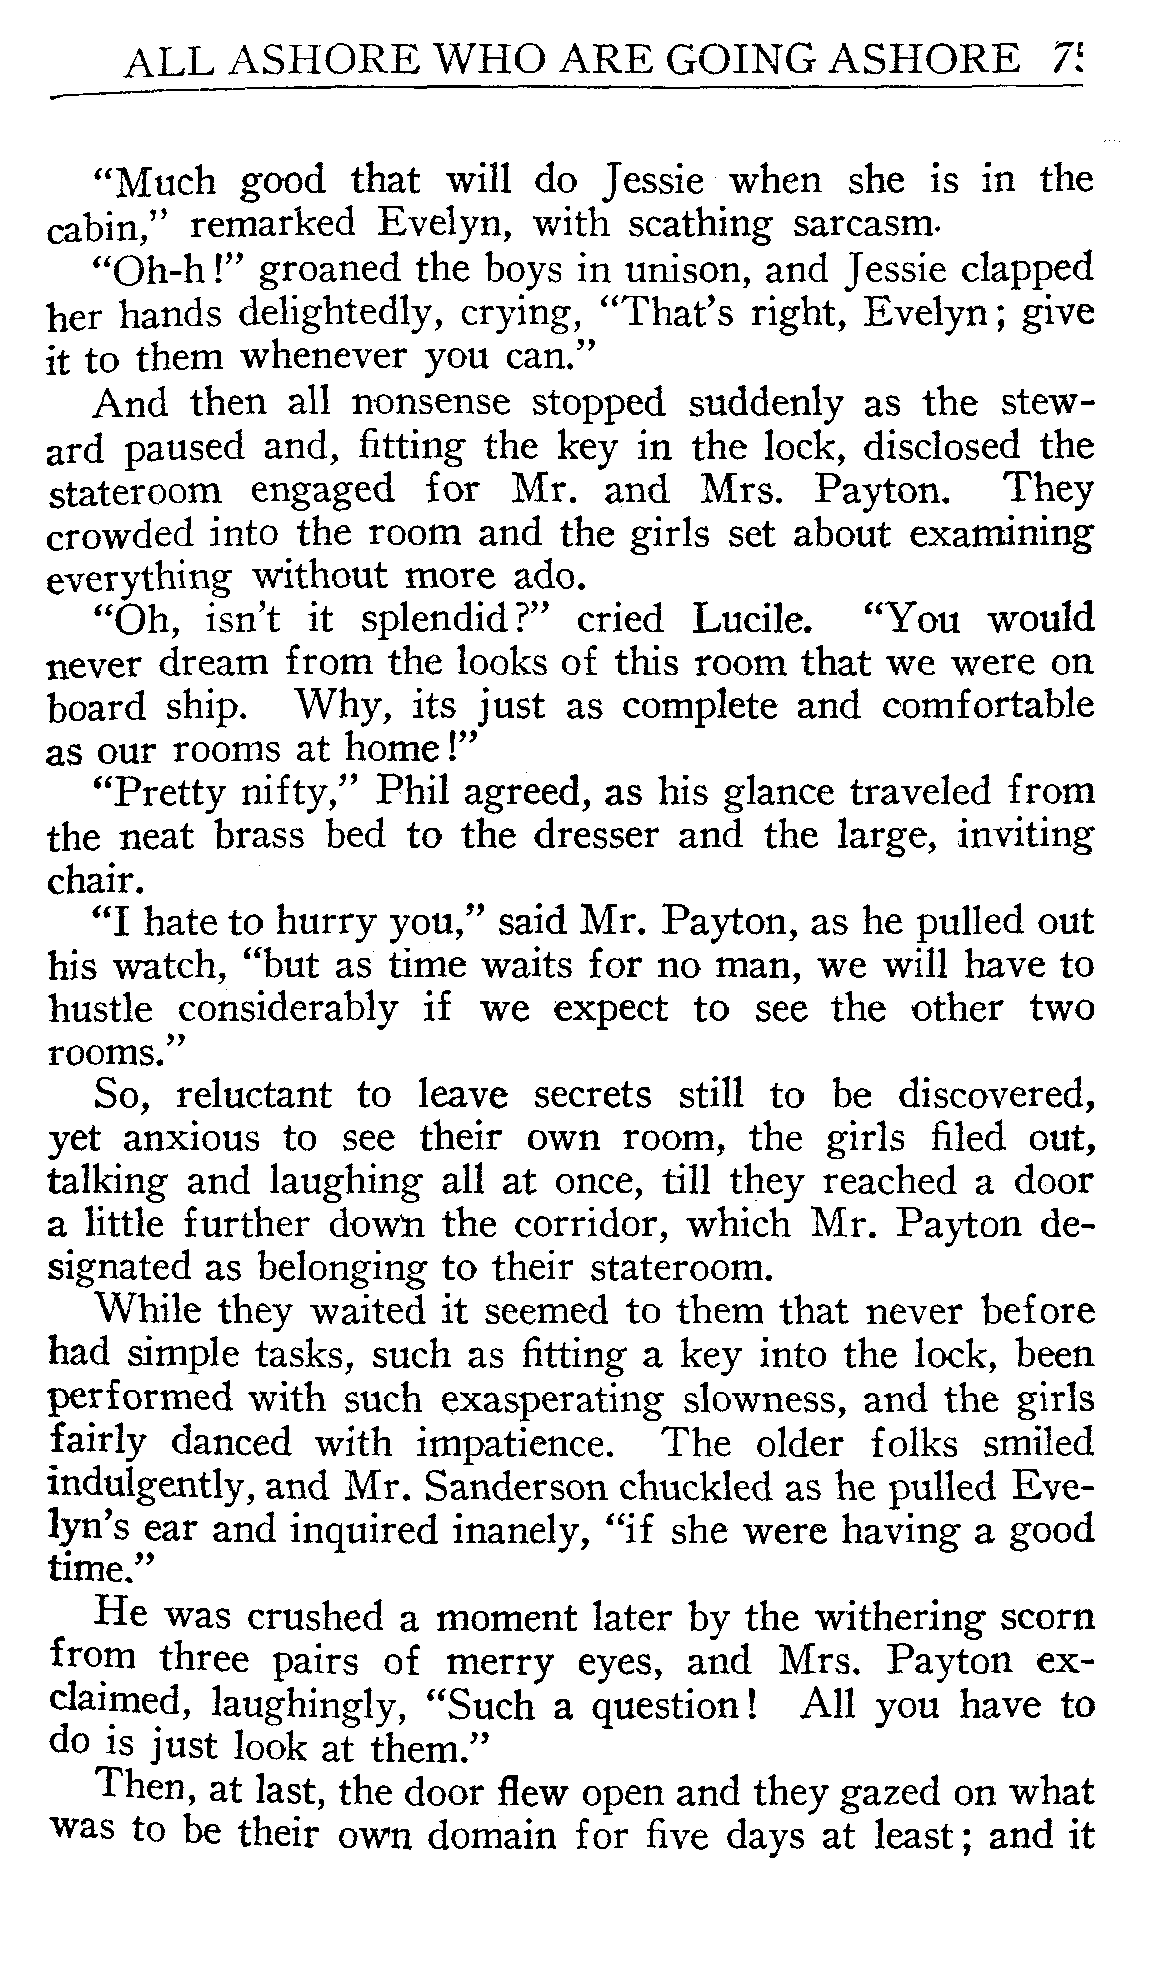 ALL ASHORE WHO ARE GOING ASHORE 75
“Much good that will do Jessie when she is in the
cabin,” remarked Evelyn, with scathing sarcasm.
“Oh-h!” groaned the boys in unison, and Jessie clapped
her hands delightedly, crying, “That’s right, Evelyn; give
it to them whenever you can.”
And then all nonsense stopped suddenly as the stew-
ard paused and, fitting the key in the lock, disclosed the
stateroom engaged for Mr. and Mrs. Payton. They
crowded into the room and the girls set about examining
everything without more ado.
“Oh, isn’t it splendid?” cried Lucile. “You would
never dream from the looks of this room that we were on
board ship. Why, its just as complete and comfortable
as our rooms at home!”
“Pretty nifty,” Phil agreed, as his glance traveled from
the neat brass bed to the dresser and the large, inviting
chair.
“I hate to hurry you,” said Mr. Payton, as he pulled out
his watch, “but as time waits for no man, we will have to
hustle considerably if we expect to see the other two
rooms.”
So, reluctant to leave secrets still to be discovered,
yet anxious to see their own room, the girls filed out,
talking and laughing all at once, till they reached a door
a little further down the corridor, which Mr. Payton de-
signated as belonging to their stateroom.
While they waited it seemed to them that never before
had simple tasks, such as fitting a key into the lock, been
performed with such exasperating slowness, and the girls
fairly danced with impatience. The older folks smiled
indulgently, and Mr. Sanderson chuckled as he pulled Eve-
lyn’s ear and inquired inanely, “if she were having a good
time.”
He was crushed a moment later by the withering scorn
from three pairs of merry eyes, and Mrs. Payton ex-
claimed, laughingly, “Such a question! All you have to
do is just look at them.”
Then, at last, the door flew open and they gazed on what
was to be their own domain for five days at least; and it